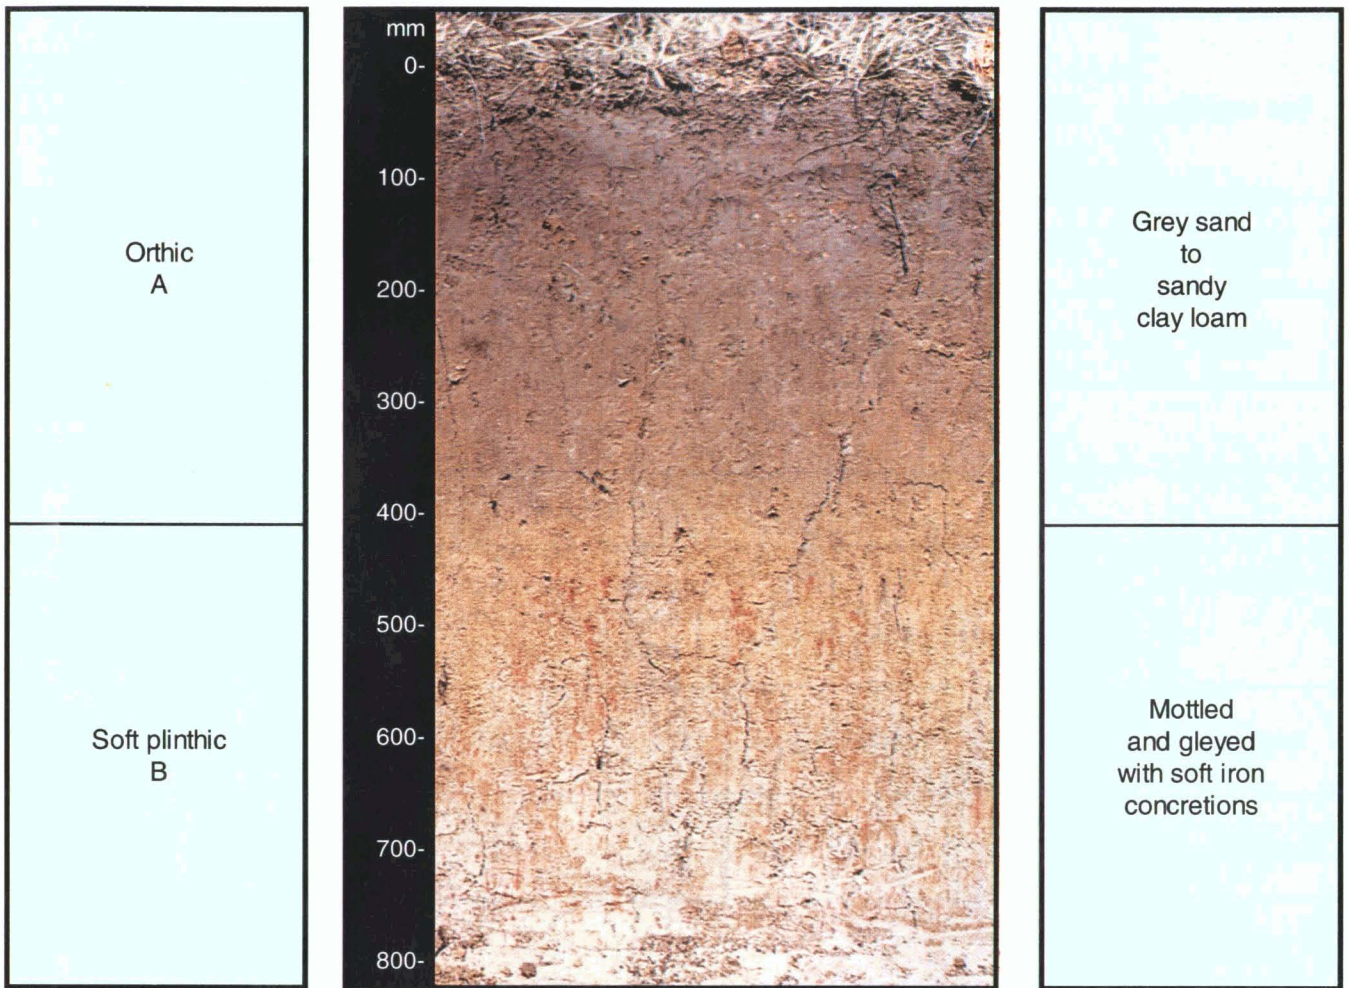 Orthic
A
Soft plinthic
B
mm
0-
100-
200-
300-
400-
500-
600-
700-
800-
Grey sand
to
sandy
clay loam
Mottled
and gleyed
with soft iron
concretions